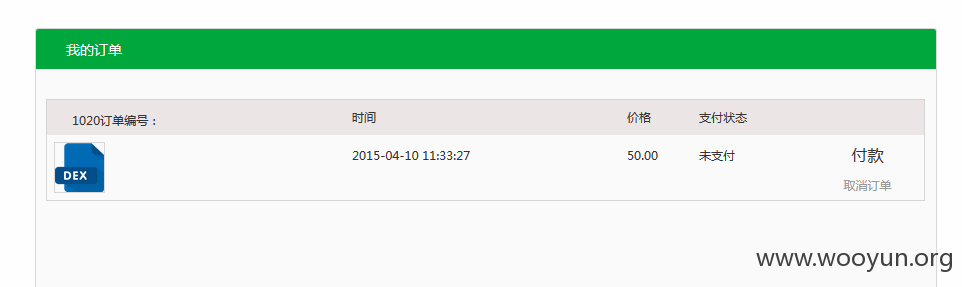 我的订单
1020订单编号： 时间 价格 支付状态
DEX 2015-04-10 11:33:27 50.00 未支付 付款
取消订单
www.wooyun.org